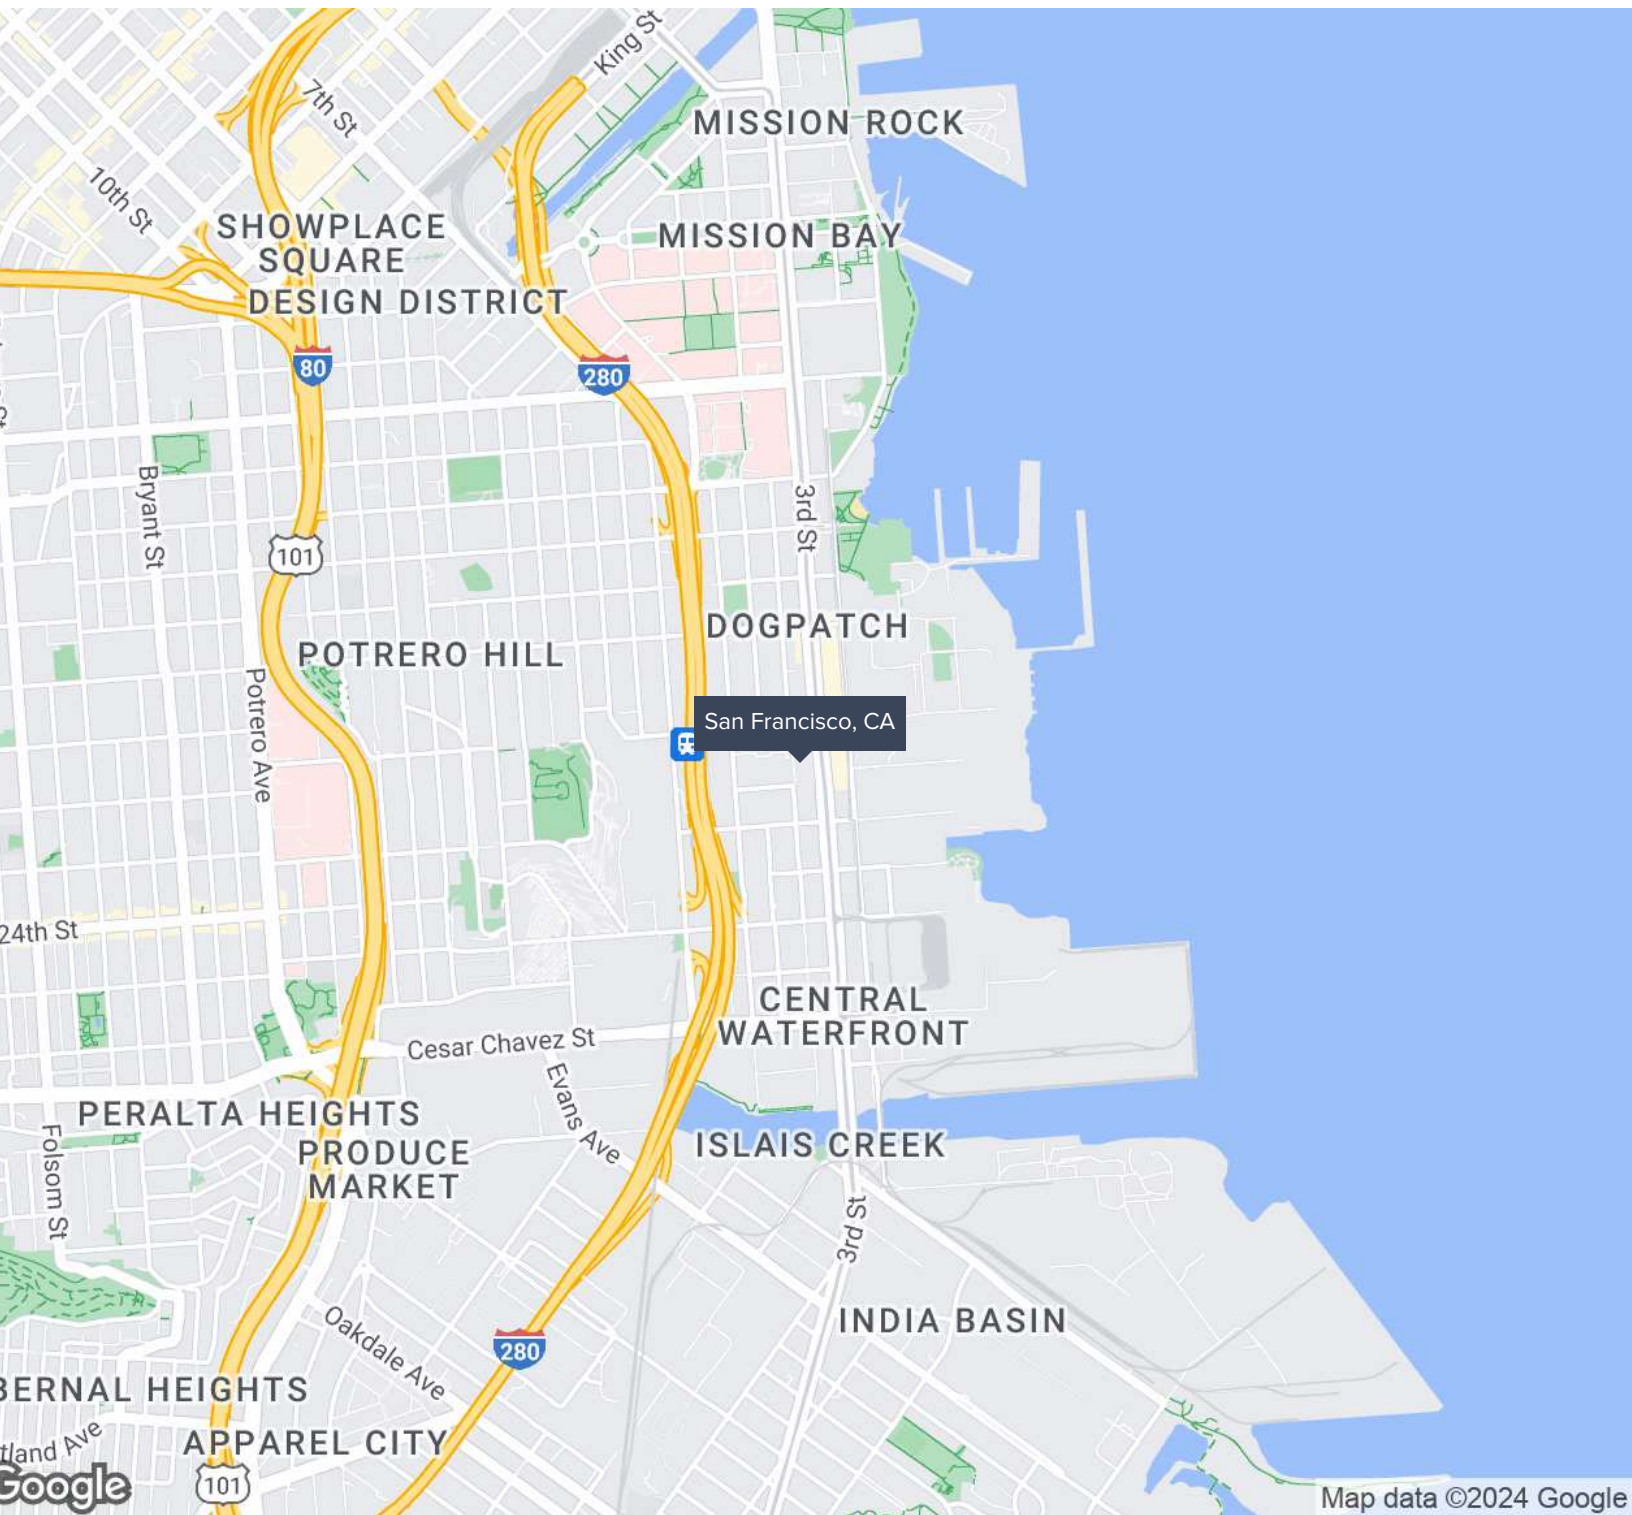 King St
7th St
MISSION ROCK
10th St
SHOWPLACE
SQUARE
MISSION BAY
DESIGN DISTRICT
80
280
Bryant St
3rd St
101
DOGPATCH
POTRERO HILL
Potrero Ave
San Francisco, CA
24th St
CENTRAL
WATERFRONT
Cesar Chavez St
Evans Ave
PERALTA HEIGHTS
PRODUCE
MARKET
ISLAIS CREEK
Folsom St
3rd St
INDIA BASIN
Oakdale Ave
280
BERNAL HEIGHTS
tland Ave
APPAREL CITY
101
Google
Map data ©2024 Google